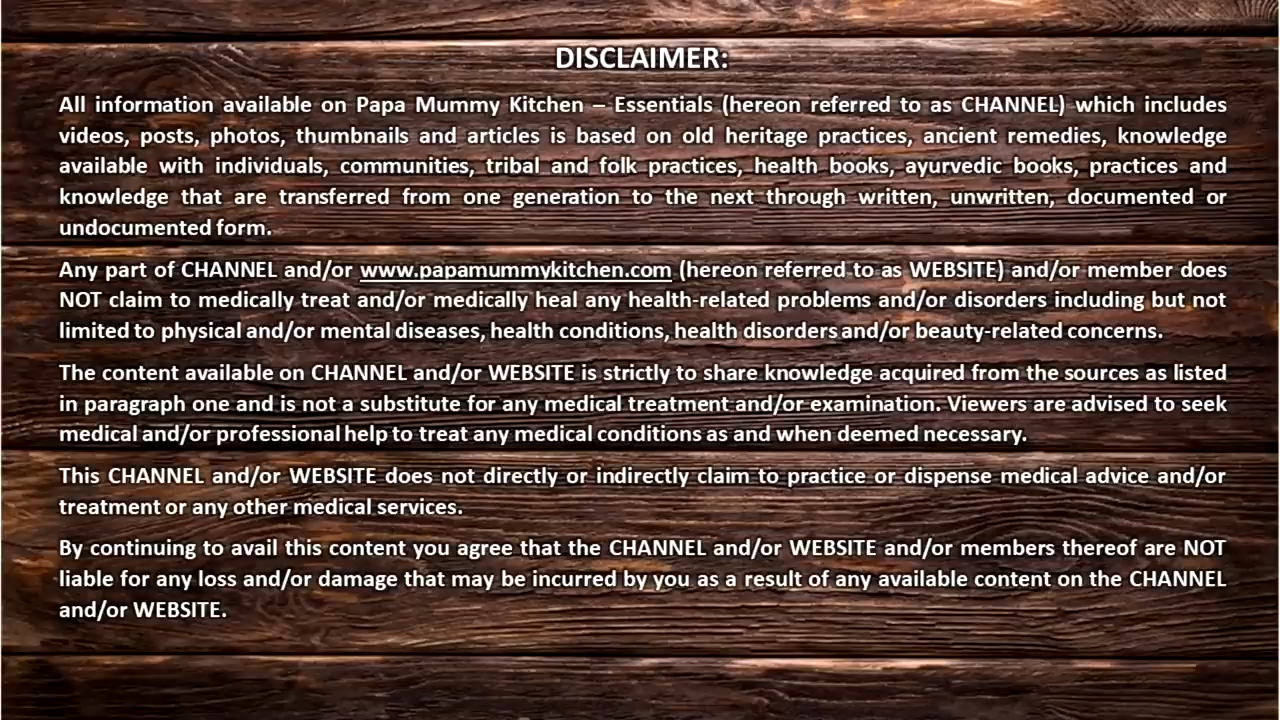 DISCLAIMER:
All information available on Papa Mummy Kitchen – Essentials (hereon referred to as CHANNEL) which includes
videos, posts, photos, thumbnails and articles is based on old heritage practices, ancient remedies, knowledge
available with individuals, communities, tribal and folk practices, health books, ayurvedic books, practices and
knowledge that are transferred from one generation to the next through written, unwritten, documented or
undocumented form.
Any part of CHANNEL and/or www.papamummykitchen.com (hereon referred to as WEBSITE) and/or member does
NOT claim to medically treat and/or medically heal any health-related problems and/or disorders including but not
limited to physical and/or mental diseases, health conditions, health disorders and/or beauty-related concerns.
The content available on CHANNEL and/or WEBSITE is strictly to share knowledge acquired from the sources as listed
in paragraph one and is not a substitute for any medical treatment and/or examination. Viewers are advised to seek
medical and/or professional help to treat any medical conditions as and when deemed necessary.
This CHANNEL and/or WEBSITE does not directly or indirectly claim to practice or dispense medical advice and/or
treatment or any other medical services.
By continuing to avail this content you agree that the CHANNEL and/or WEBSITE and/or members thereof are NOT
liable for any loss and/or damage that may be incurred by you as a result of any available content on the CHANNEL
and/or WEBSITE.